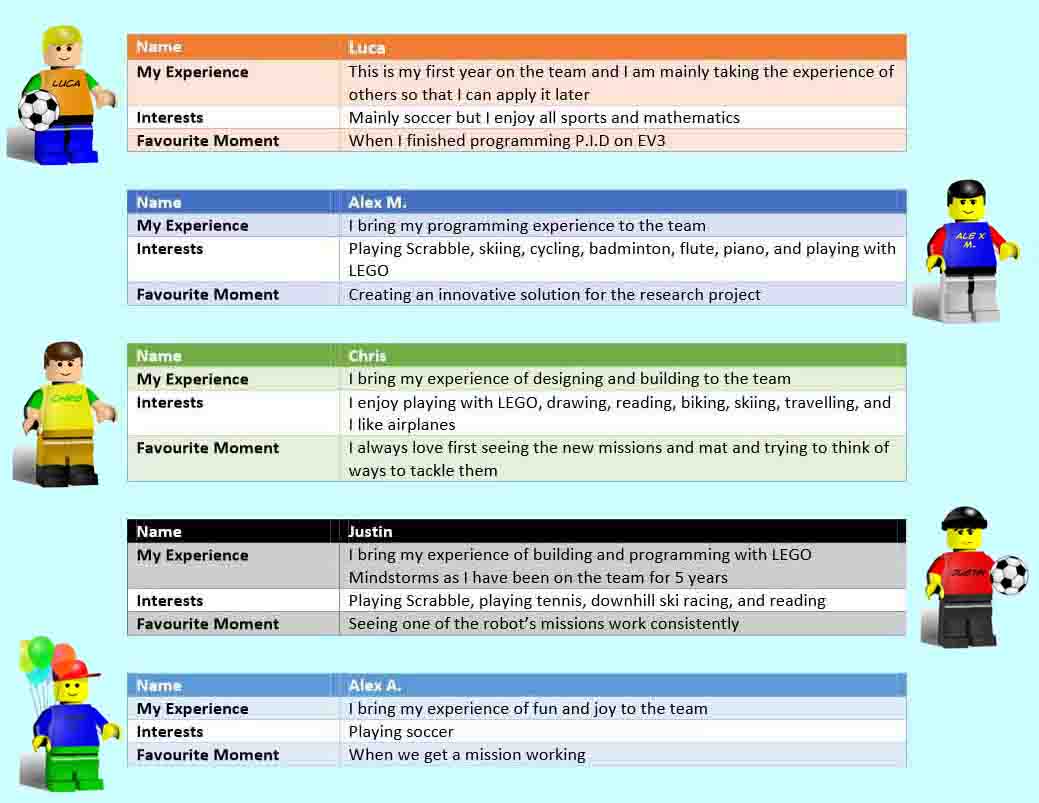 Name Luca
LUCA
My Experience This is my first year on the team and I am mainly taking the experience of
others so that I can apply it later
Interests Mainly soccer but I enjoy all sports and mathematics
Favourite Moment When I finished programming P.I.D on EV3
Name Alex M.
My Experience I bring my programming experience to the team
ALEX
M.
Interests Playing Scrabble, skiing, cycling, badminton, flute, piano, and playing with
LEGO
Favourite Moment Creating an innovative solution for the research project
Name Chris
My Experience I bring my experience of designing and building to the team
CHRIS
Interests I enjoy playing with LEGO, drawing, reading, biking, skiing, travelling, and
I like airplanes
Favourite Moment I always love first seeing the new missions and mat and trying to think of
ways to tackle them
Name Justin
My Experience I bring my experience of building and programming with LEGO
Mindstorms as I have been on the team for 5 years
JUSTIN
Interests Playing Scrabble, playing tennis, downhill ski racing, and reading
Favourite Moment Seeing one of the robot's missions work consistently
Name Alex A.
My Experience I bring my experience of fun and joy to the team
Interests Playing soccer
Favourite Moment When we get a mission working